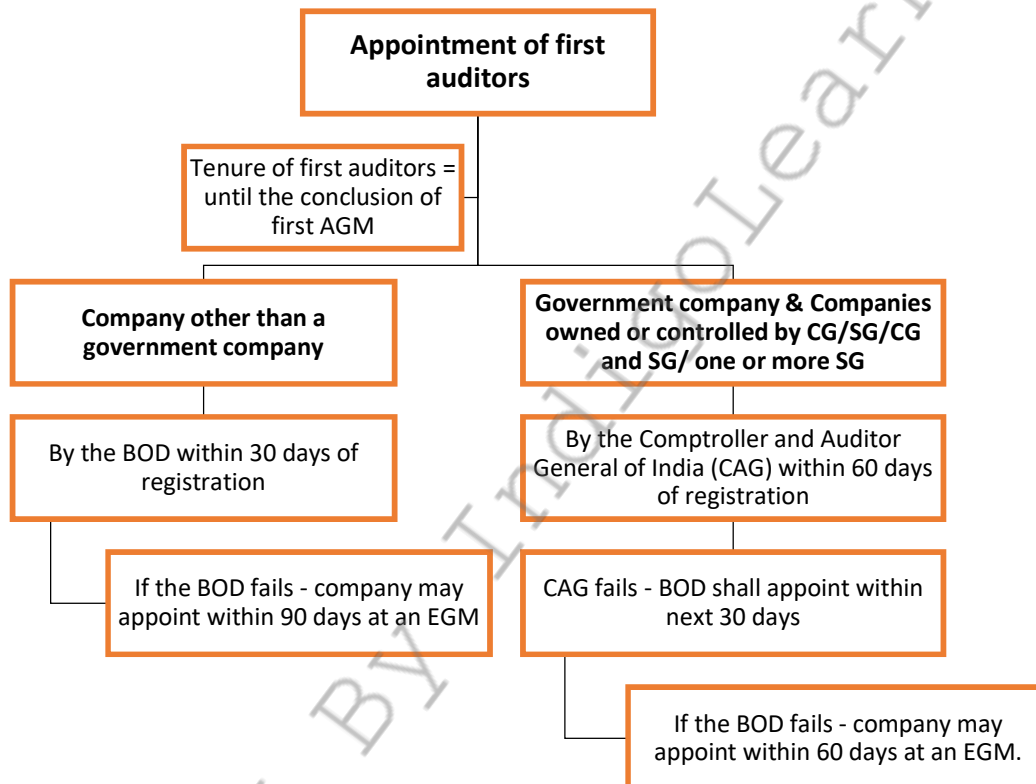 Appointment of first
auditors
Tenure of first auditors =
until the conclusion of
first AGM
Company other than a
government company
Government company & Companies
owned or controlled by CG/SG/CG
and SG/ one or more SG
By the BOD within 30 days of
registration
By the Comptroller and Auditor
General of India (CAG) within 60 days
of registration
If the BOD fails - company may
appoint within 90 days at an EGM
CAG fails - BOD shall appoint within
next 30 days
If the BOD fails - company may
appoint within 60 days at an EGM.
By IndigoLearn